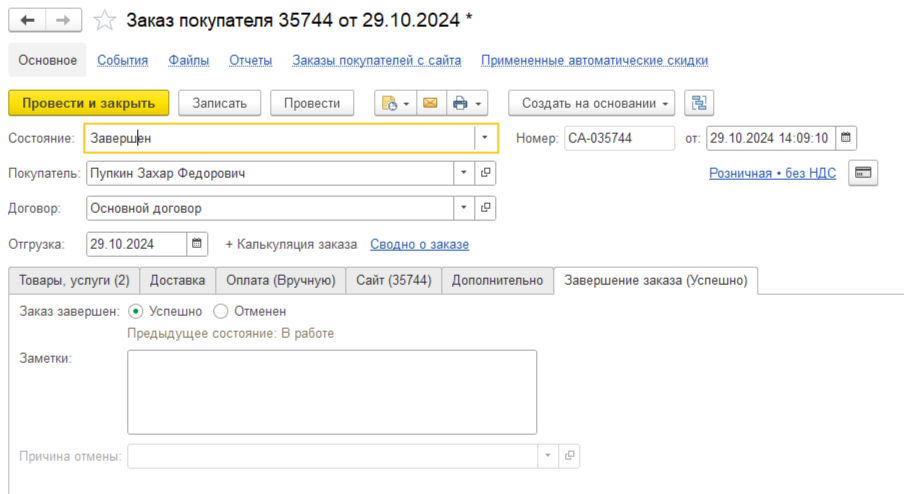 Заказ покупателя 35744 от 29.10.2024 *
Основное События Файлы Отчеты Заказы покупателей с сайта Примененные автоматические скидки
Провести и закрыть Записать Провести Создать на основании
Состояние: Завершен Номер: СА-035744 от: 29.10.2024 14:09:10
Покупатель: Пупкин Захар Федорович Розничная • без НДС
Договор: Основной договор
Отгрузка: 29.10.2024 + Калькуляция заказа Сводно о заказе
Товары, услуги (2) Доставка Оплата (Вручную) Сайт (35744) Дополнительно Завершение заказа (Успешно)
Заказ завершен: Успешно Отменен
Предыдущее состояние: В работе
Заметки:
Причина отмены: